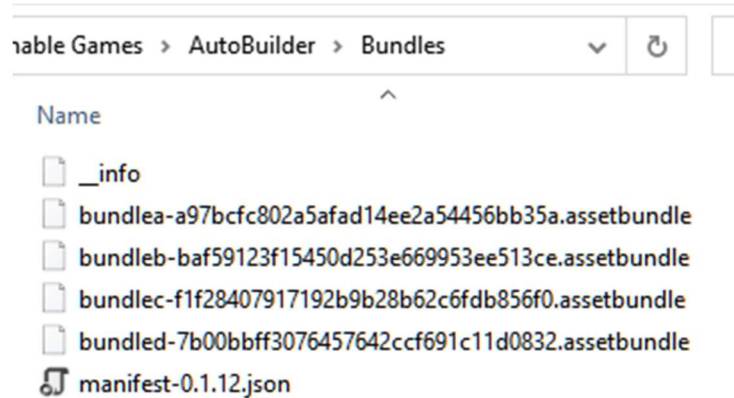 nable Games > AutoBuilder > Bundles
Name
__info
bundlea-a97bcfc802a5afad14ee2a54456bb35a.assetbundle
bundleb-baf59123f15450d253e669953ee513ce.assetbundle
bundlec-f1f28407917192b9b28b62c6fdb856f0.assetbundle
bundled-7b00bbff3076457642ccf691c11d0832.assetbundle
manifest-0.1.12.json